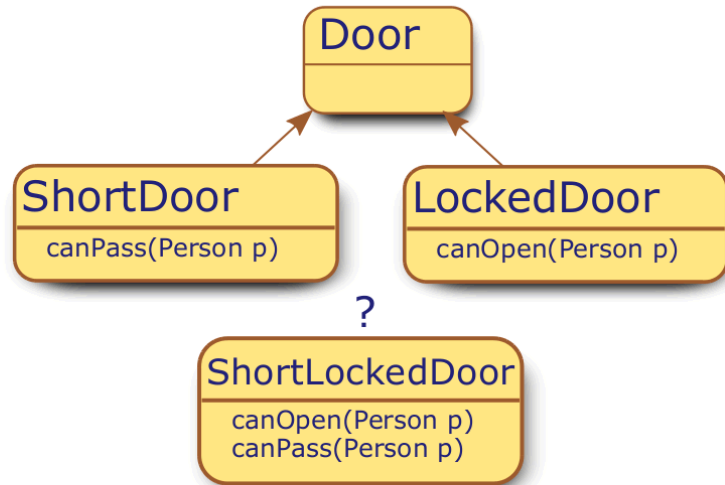 Door
ShortDoor
canPass(Person p)
LockedDoor
canOpen(Person p)
?
ShortLockedDoor
canOpen(Person p)
canPass(Person p)